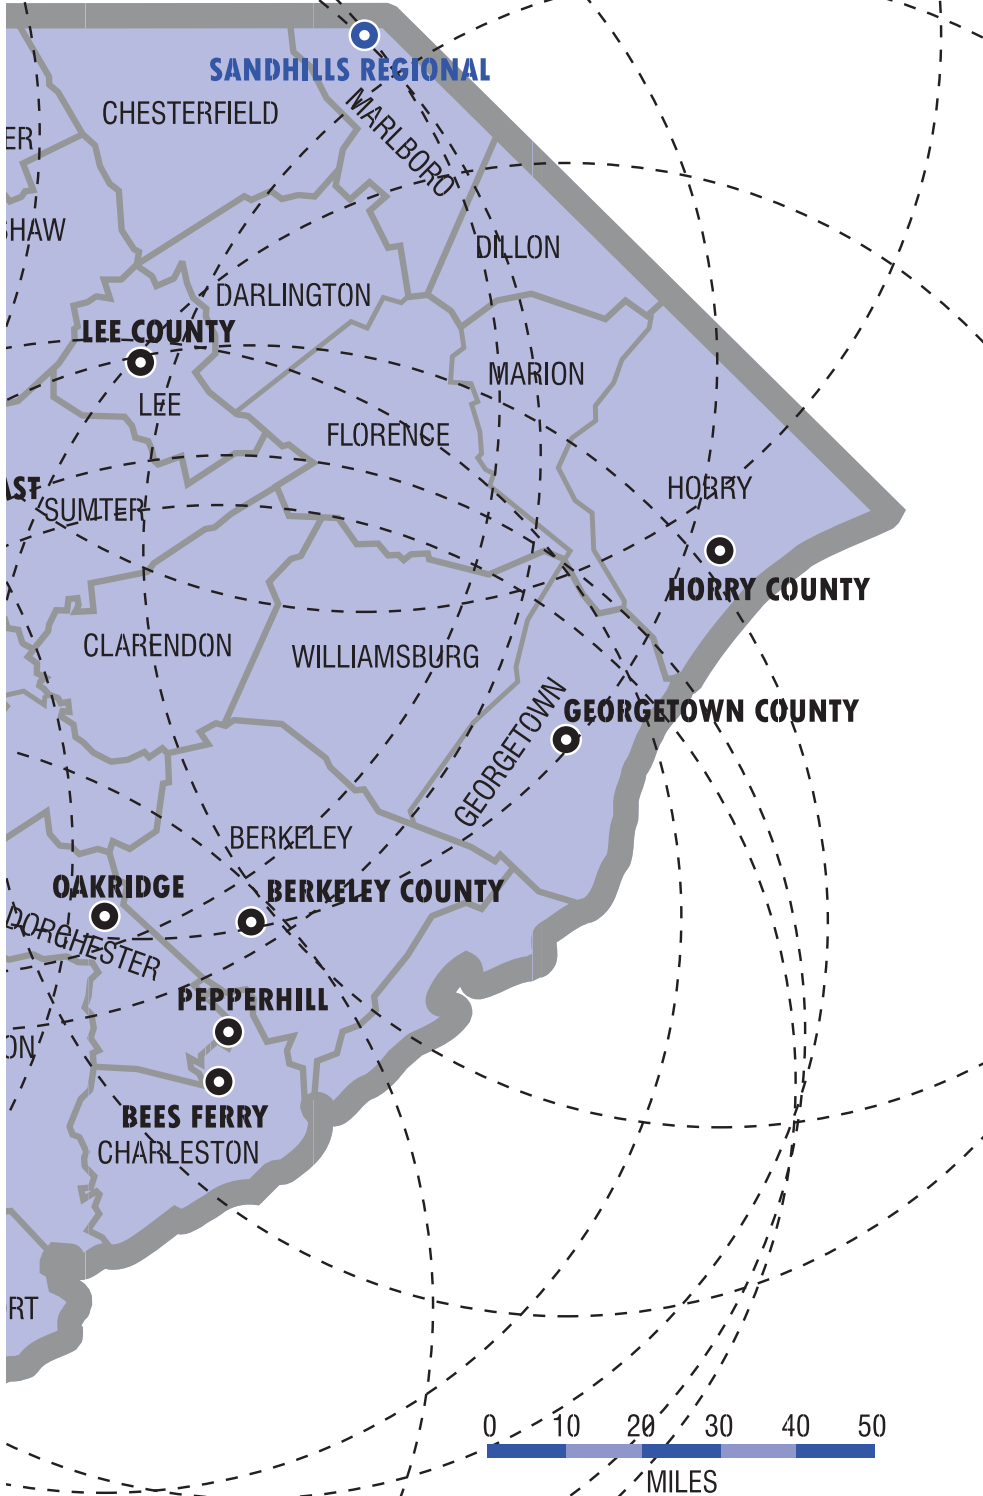 SANDHILLS REGIONAL
CHESTERFIELD
MARLBORO
ER
SHAW
DILLON
DARLINGTON
LEE COUNTY
MARION
LEE
FLORENCE
AST
SUMTER
HORRY
HORRY COUNTY
CLARENDON
WILLIAMSBURG
GEORGETOWN
GEORGETOWN COUNTY
BERKELEY
OAKRIDGE
BERKELEY COUNTY
DORCHESTER
PEPPERHILL
ON
BEES FERRY
CHARLESTON
RT
0 10 20 30 40 50
MILES